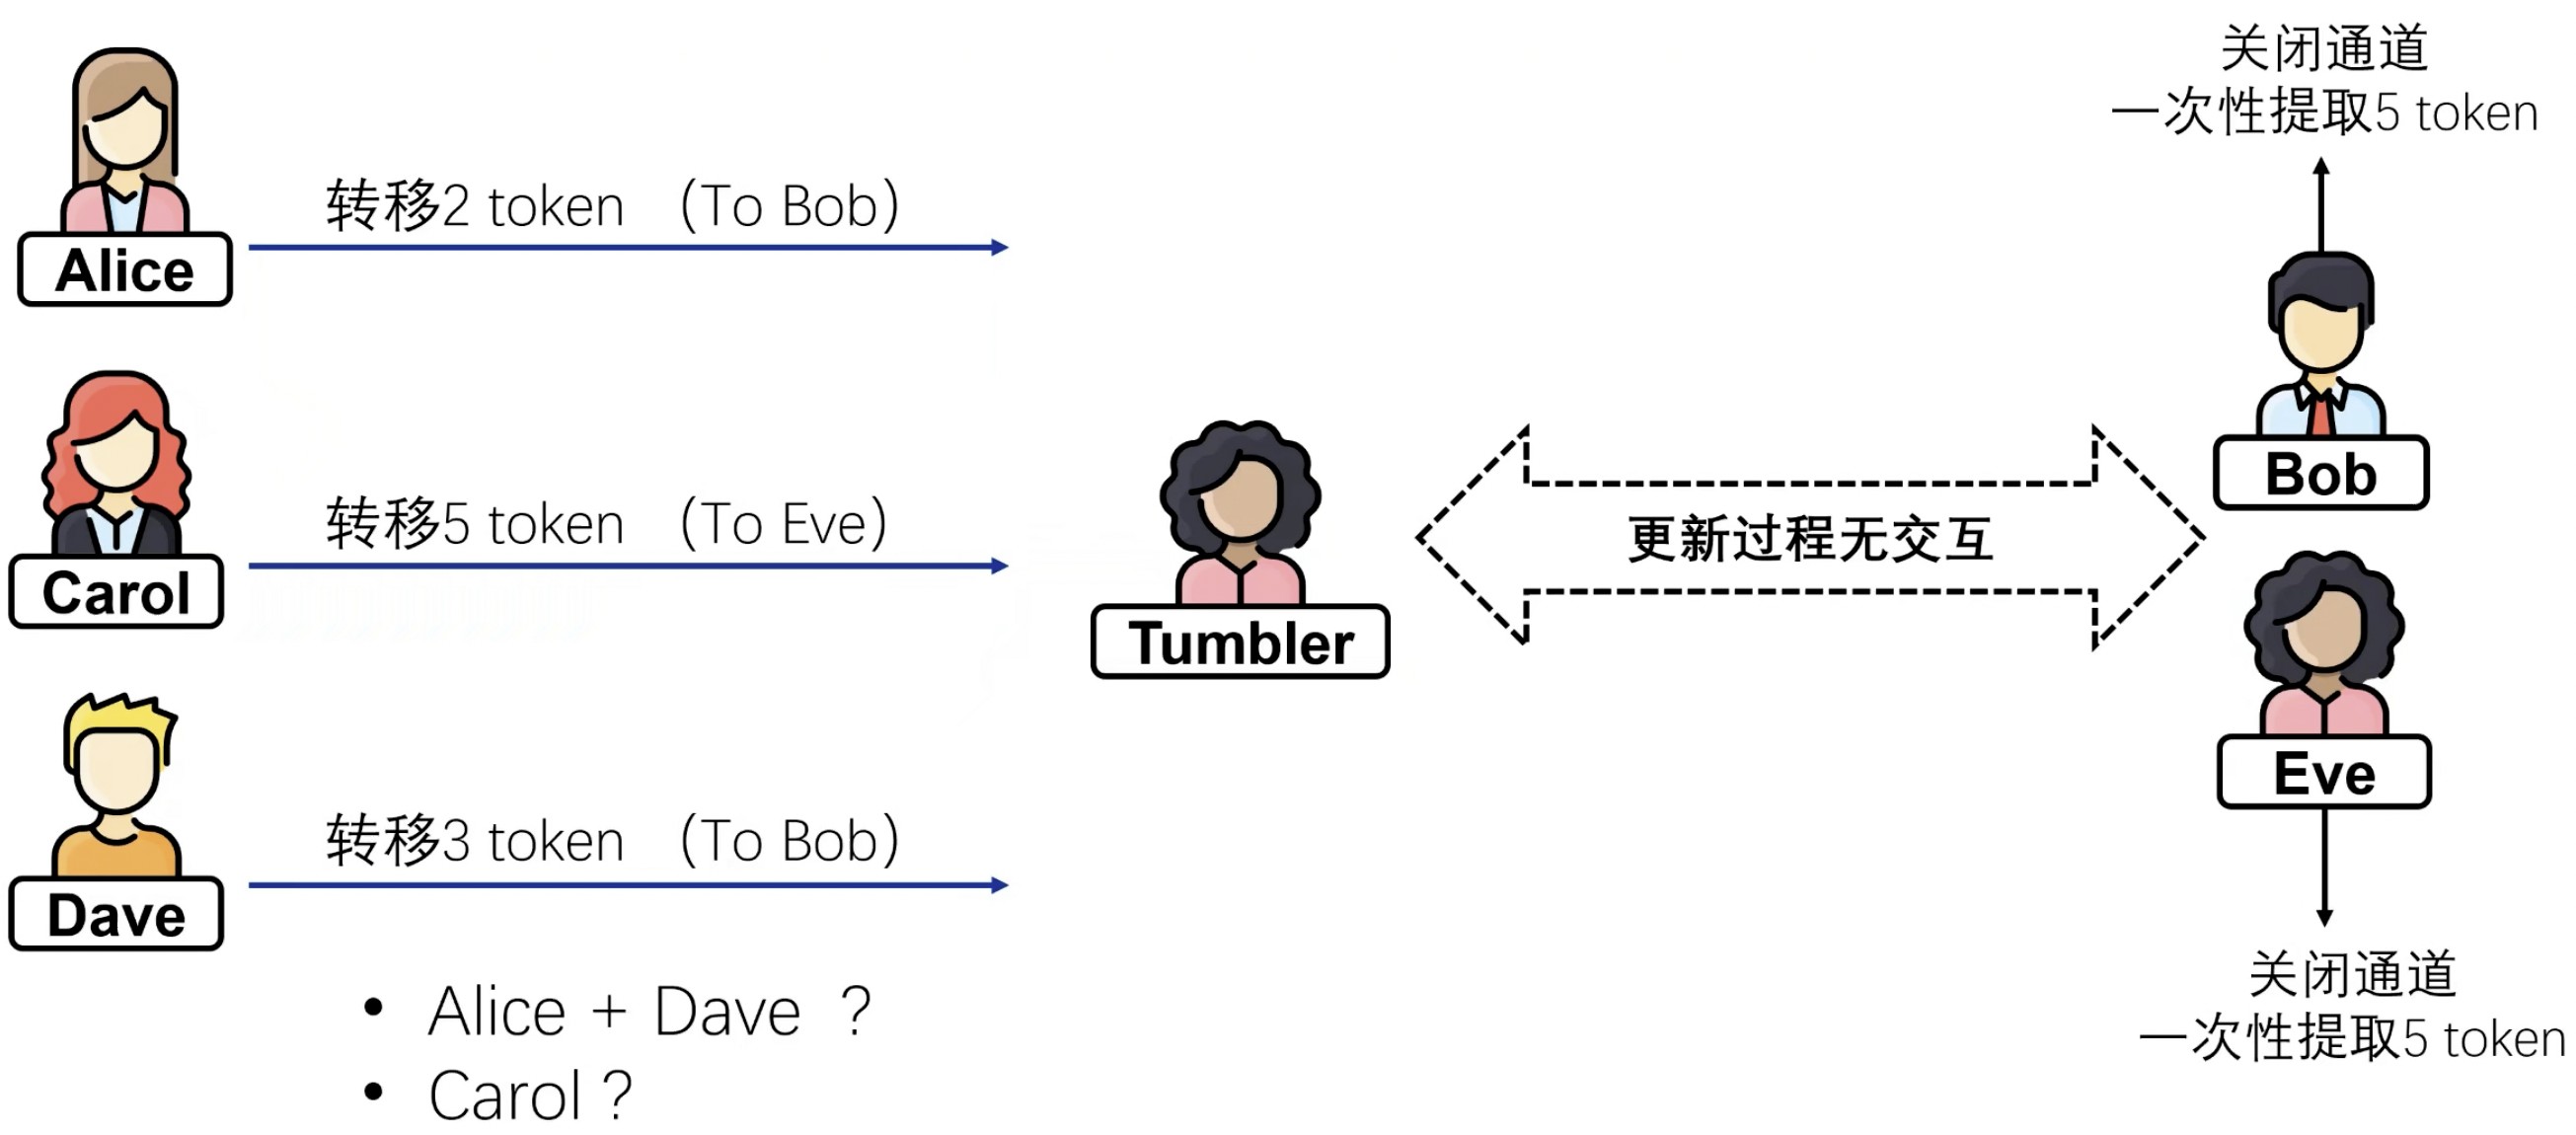 关闭通道
一次性提取5 token
转移2 token （To Bob）
Alice
Bob
转移5 token （To Eve）
更新过程无交互
Carol
Tumbler
Eve
转移3 token （To Bob）
Dave
关闭通道
一次性提取5 token
• Alice + Dave ？
• Carol？